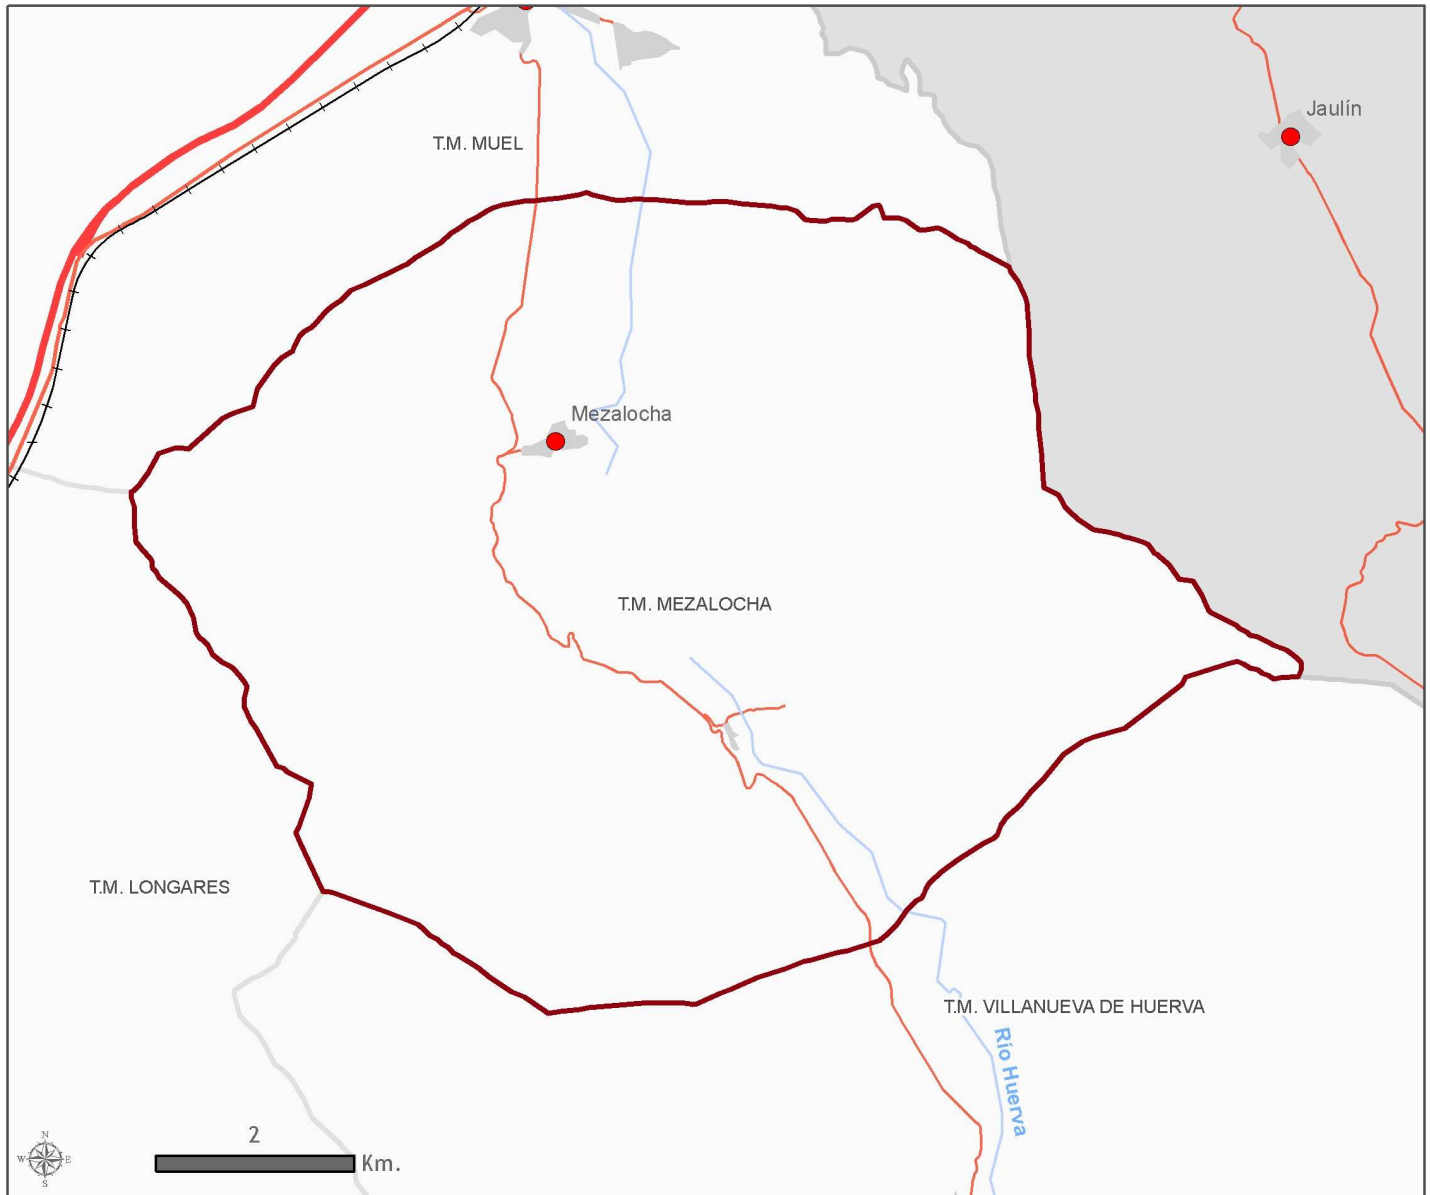 Jaulín
T.M. MUEL
Mezalocha
T.M. MEZALOCHA
T.M. LONGARES
T.M. VILLANUEVA DE HUERVA
Río Huerva
2
Km.
N
W E
S